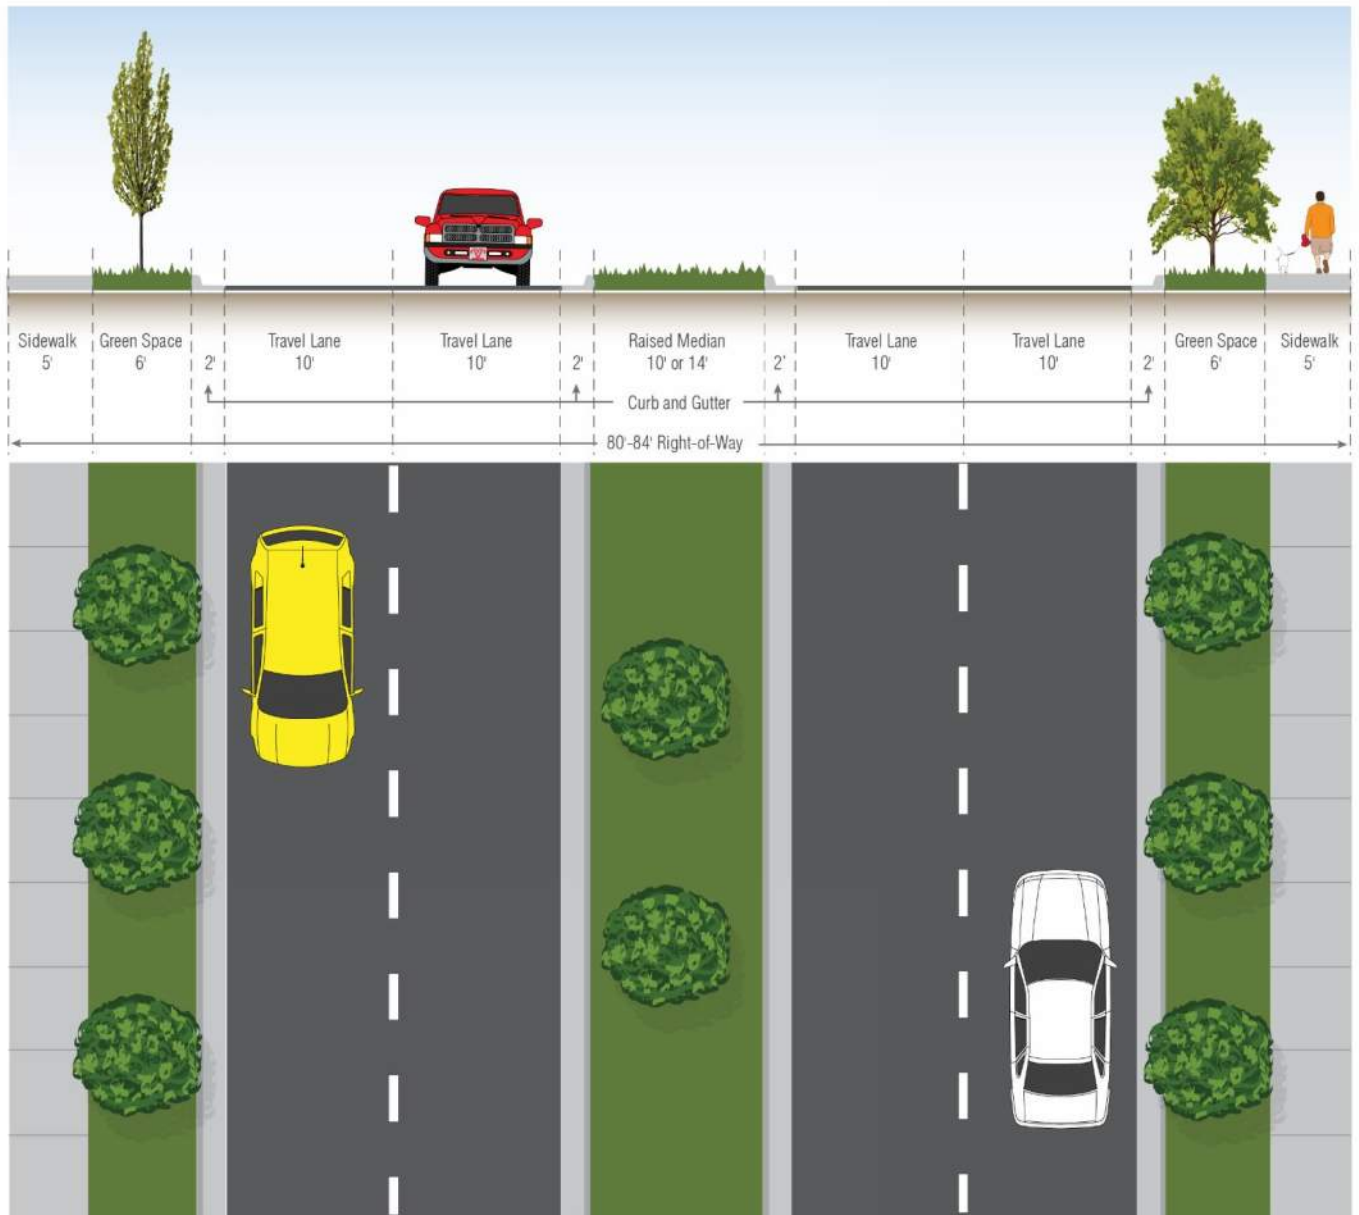 Sidewalk
5'
Green Space
6'
2'
Travel Lane
10'
Travel Lane
10'
2'
Raised Median
10' or 14'
2'
Travel Lane
10'
Travel Lane
10'
2'
Green Space
6'
Sidewalk
5'
Curb and Gutter
80'-84' Right-of-Way